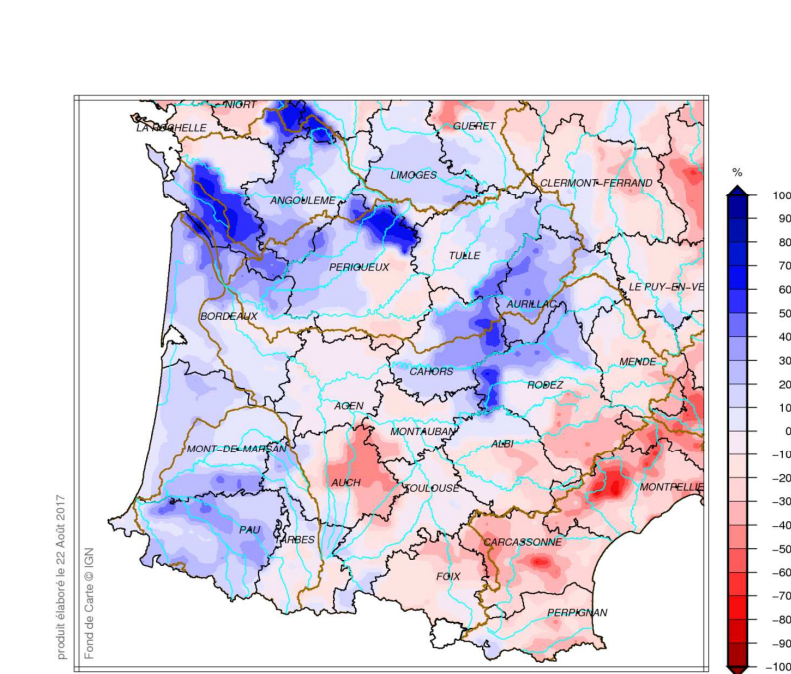 NIORT
LA ROCHELLE
GUERET
LIMOGES
CLERMONT-FERRAND
ANGOULEME
%
100
90
80
70
60
50
40
30
20
10
0
-10
-20
-30
-40
-50
-60
-70
-80
-90
-100
TULLE
PERIGUEUX
LE PUY-EN-VE
AURILLAC
BORDEAUX
MENDE
CAHORS
RODEZ
AGEN
MONTAUBAN
ALBI
MONT-DE-MARSAN
AUCH
TOULOUSE
MONTPELLIE
PAU
TARBES
CARCASSONNE
FOIX
PERPIGNAN
produit élaboré le 22 Août 2017
Fond de Carte © IGN